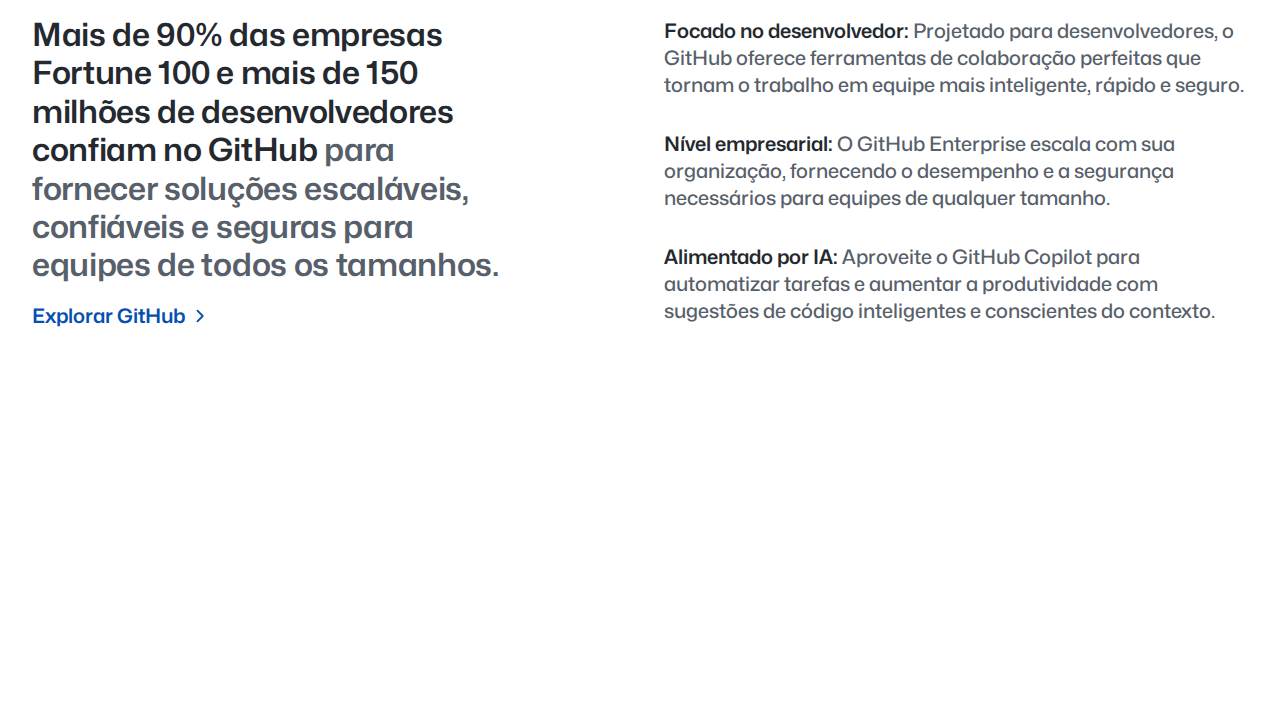 Mais de 90% das empresas
Fortune 100 e mais de 150
milhões de desenvolvedores
confiam no GitHub para
fornecer soluções escaláveis,
confiáveis e seguras para
equipes de todos os tamanhos.
Explorar GitHub
Focado no desenvolvedor: Projetado para desenvolvedores, o
GitHub oferece ferramentas de colaboração perfeitas que
tornam o trabalho em equipe mais inteligente, rápido e seguro.
Nível empresarial: O GitHub Enterprise escala com sua
organização, fornecendo o desempenho e a segurança
necessários para equipes de qualquer tamanho.
Alimentado por IA: Aproveite o GitHub Copilot para
automatizar tarefas e aumentar a produtividade com
sugestões de código inteligentes e conscientes do contexto.